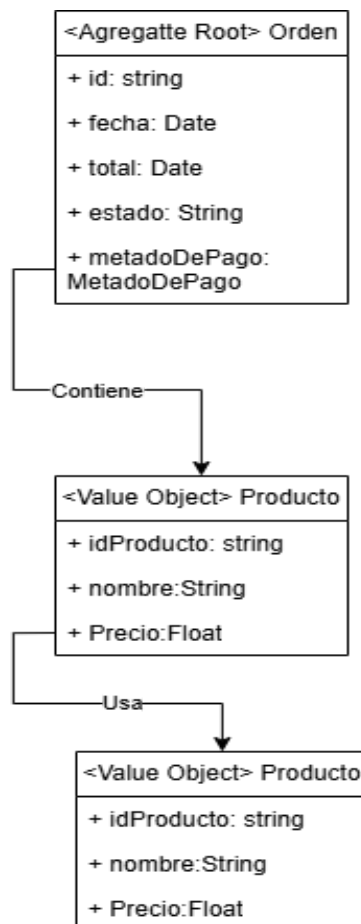 <Agregatte Root> Orden
+ id: string
+ fecha: Date
+ total: Date
+ estado: String
+ metadoDePago:
MetadoDePago
Contiene
<Value Object> Producto
+ idProducto: string
+ nombre:String
+ Precio:Float
Usa
<Value Object> Producto
+ idProducto: string
+ nombre:String
+ Precio:Float